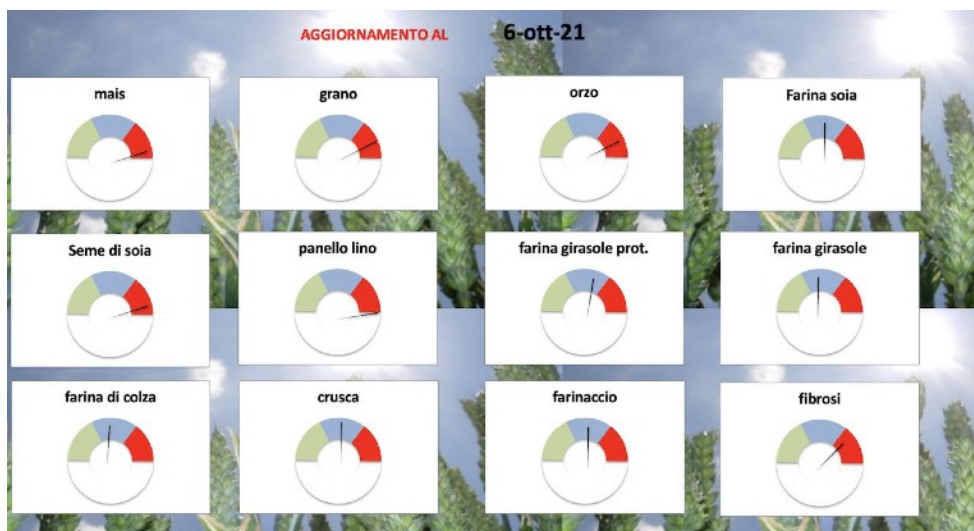 AGGIORNAMENTO AL 6-ott-21
mais
grano
orzo
Farina soia
Seme di soia
panello lino
farina girasole prot.
farina girasole
farina di colza
crusca
farinaccio
fibrosi